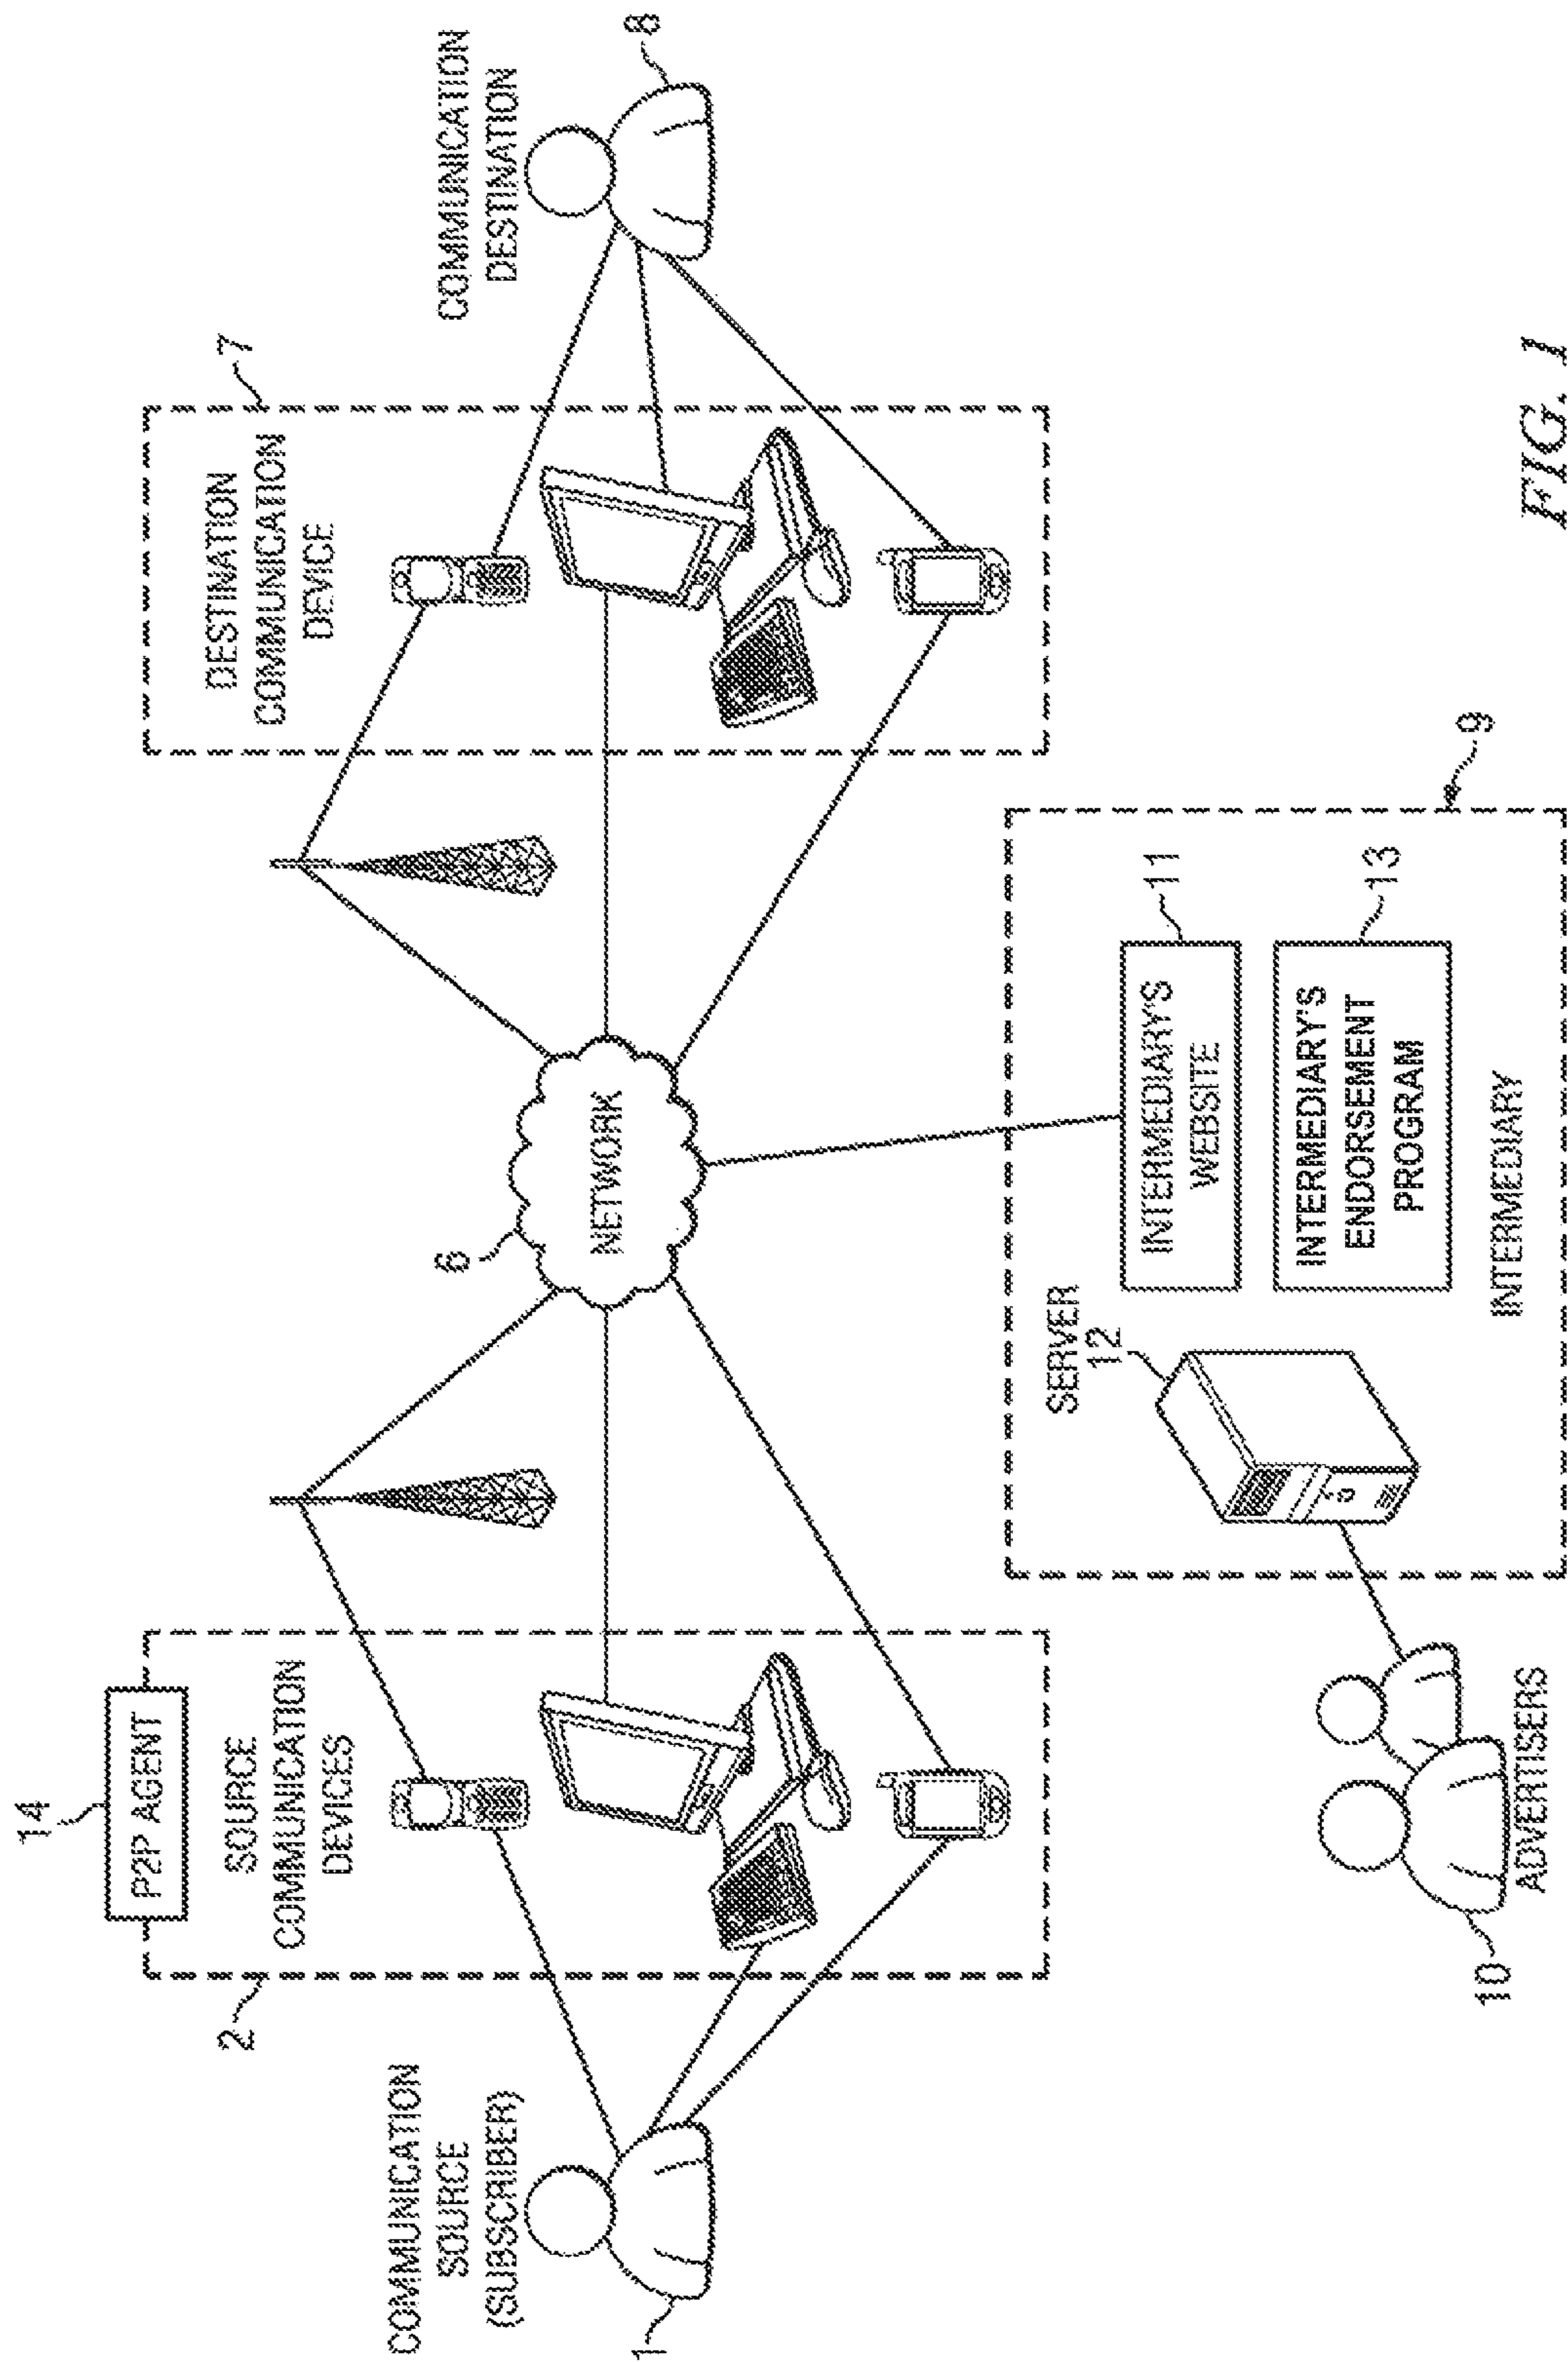 14
P2P AGENT
2
SOURCE
COMMUNICATION
DEVICES
COMMUNICATION
SOURCE
(SUBSCRIBER)
1
6
NETWORK
7
DESTINATION
COMMUNICATION
DEVICE
COMMUNICATION
DESTINATION
8
SERVER
12
INTERMEDIARY'S
WEBSITE
11
INTERMEDIARY'S
ENDORSEMENT
PROGRAM
13
INTERMEDIARY
9
10
ADVERTISERS
FIG. 1